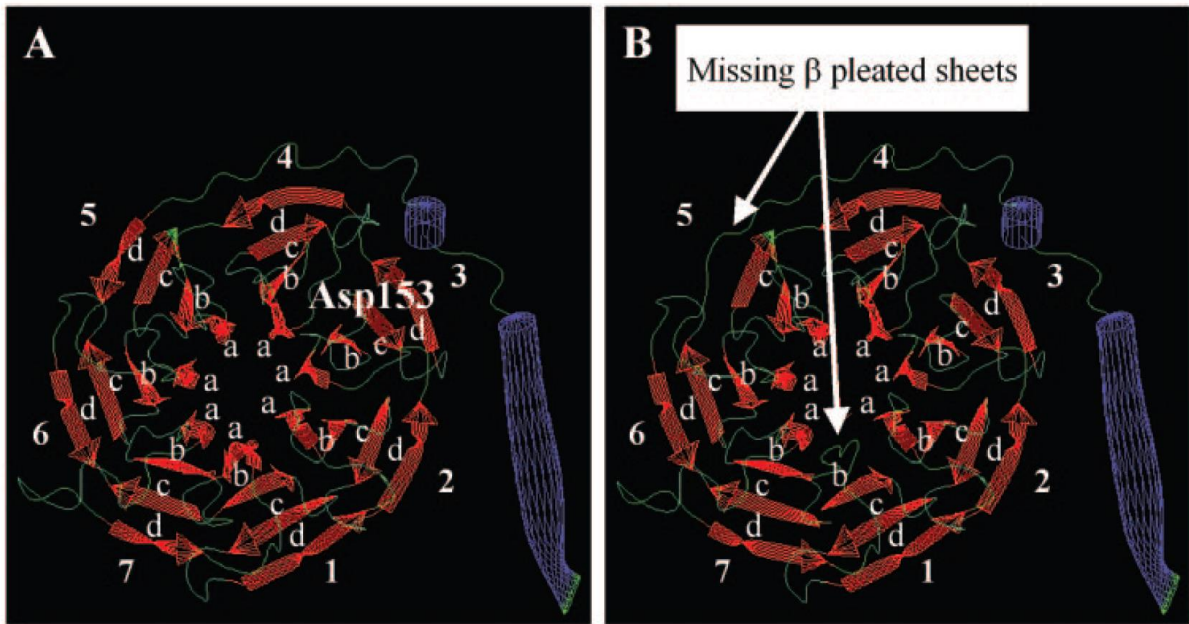 A
4
5 d
d c
c b 3
b Asp153
a a b c d
c b a a
d a a b c d
6 b a b 2
c c
d d
7 1
B
Missing β pleated sheets
4
5 d
c
c b 3
b
a a b c d
c b a a
d a a b c d
6 b b 2
c c
d d
7 1